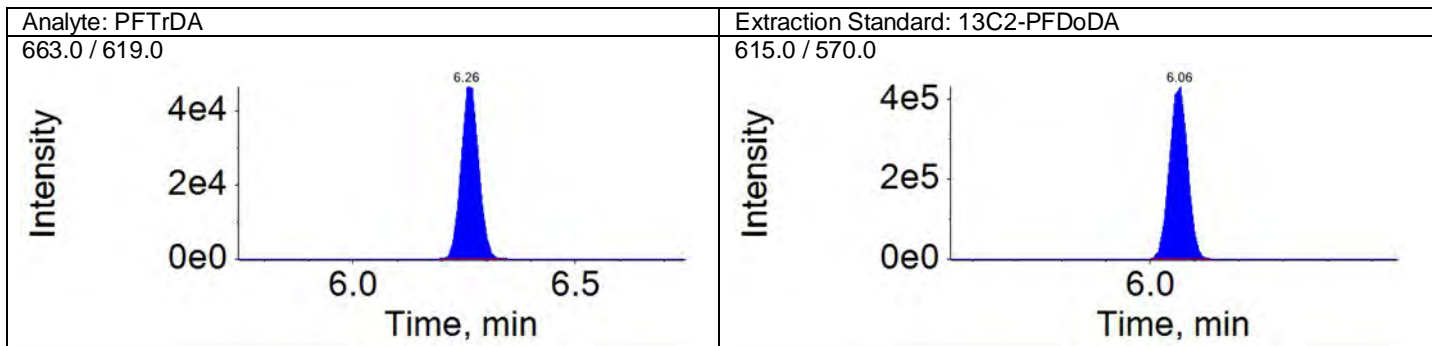 Analyte: PFTrDA
663.0 / 619.0
6.26
4e4
2e4
0e0
Intensity
6.0 6.5
Time, min
Extraction Standard: 13C2-PFDoDA
615.0 / 570.0
6.06
4e5
2e5
0e0
Intensity
6.0
Time, min